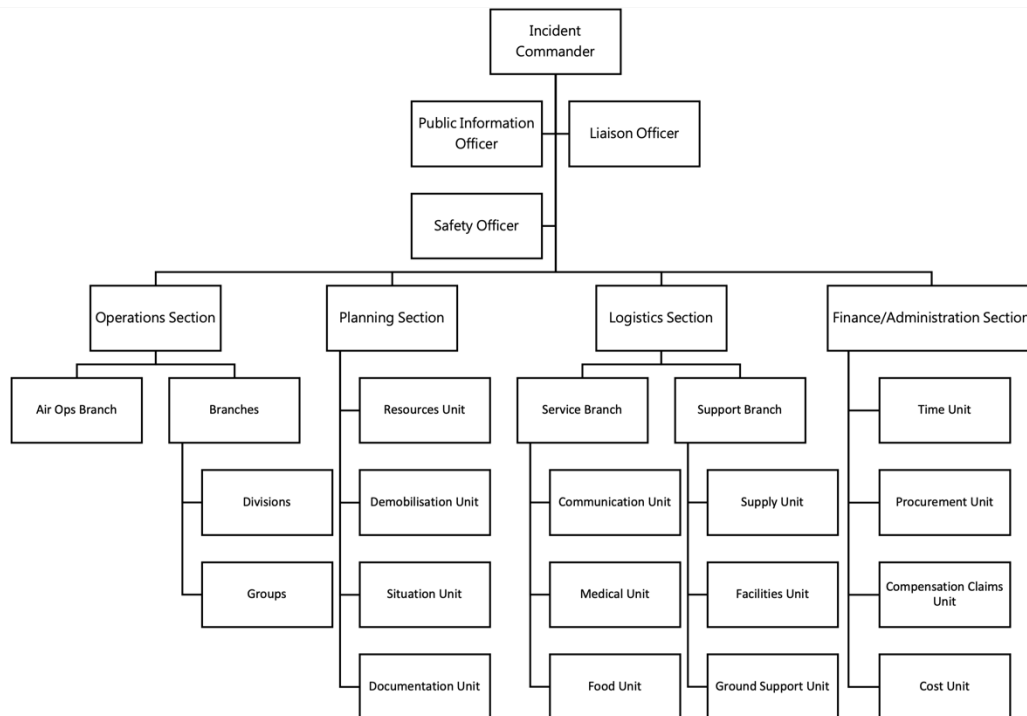 Incident
Commander
Public Information
Officer
Liaison Officer
Safety Officer
Operations Section
Planning Section
Logistics Section
Finance/Administration Section
Air Ops Branch
Branches
Resources Unit
Service Branch
Support Branch
Time Unit
Divisions
Demobilisation Unit
Communication Unit
Supply Unit
Procurement Unit
Groups
Situation Unit
Medical Unit
Facilities Unit
Compensation Claims
Unit
Documentation Unit
Food Unit
Ground Support Unit
Cost Unit